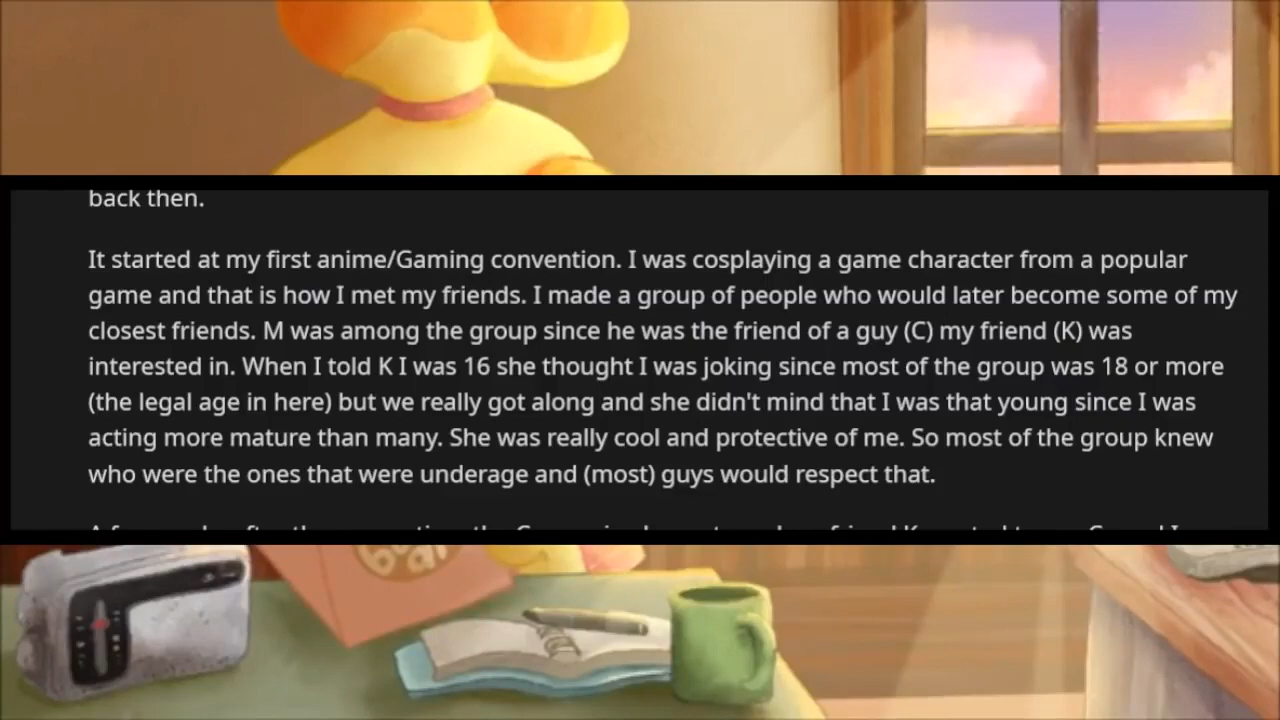 back then.
It started at my first anime/Gaming convention. I was cosplaying a game character from a popular
game and that is how I met my friends. I made a group of people who would later become some of my
closest friends. M was among the group since he was the friend of a guy (C) my friend (K) was
interested in. When I told K I was 16 she thought I was joking since most of the group was 18 or more
(the legal age in here) but we really got along and she didn't mind that I was that young since I was
acting more mature than many. She was really cool and protective of me. So most of the group knew
who were the ones that were underage and (most) guys would respect that.